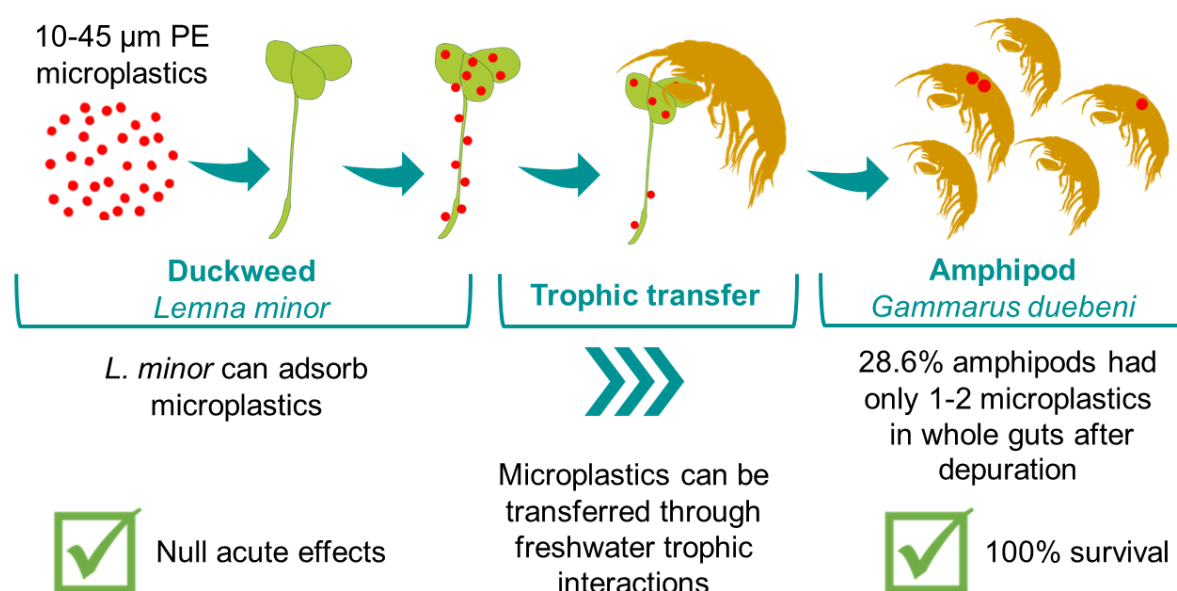 10-45 µm PE
microplastics
Duckweed
Lemna minor
L. minor can adsorb
microplastics
Null acute effects
Trophic transfer
Microplastics can be
transferred through
freshwater trophic
interactions
Amphipod
Gammarus duebeni
28.6% amphipods had
only 1-2 microplastics
in whole guts after
depuration
100% survival